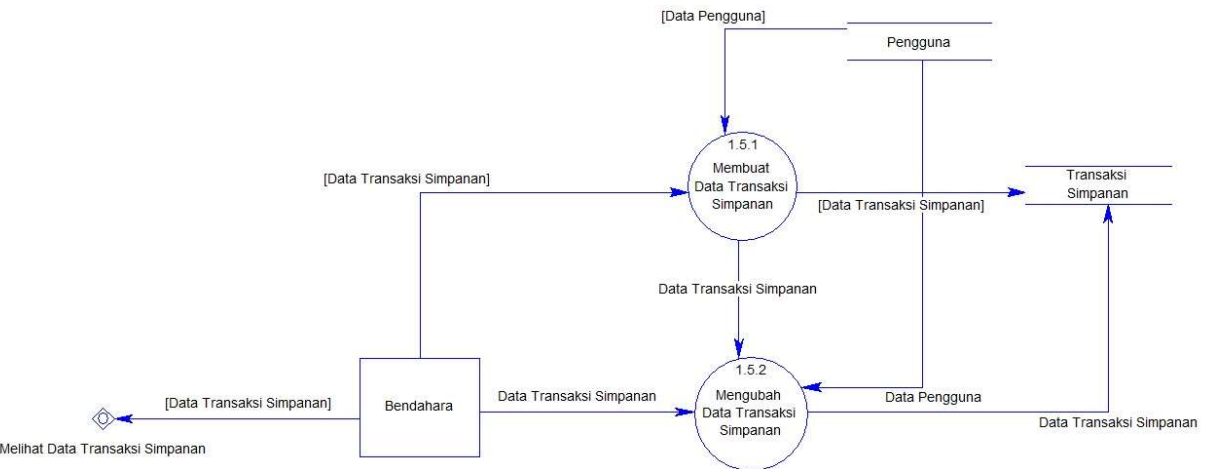 [Data Pengguna]
Pengguna
1.5.1
Membuat
Data Transaksi
Simpanan
[Data Transaksi Simpanan]
[Data Transaksi Simpanan]
Transaksi
Simpanan
Data Transaksi Simpanan
1.5.2
Mengubah
Data Transaksi
Simpanan
Bendahara
Data Transaksi Simpanan
Data Pengguna
Data Transaksi Simpanan
[Data Transaksi Simpanan]
Melihat Data Transaksi Simpanan